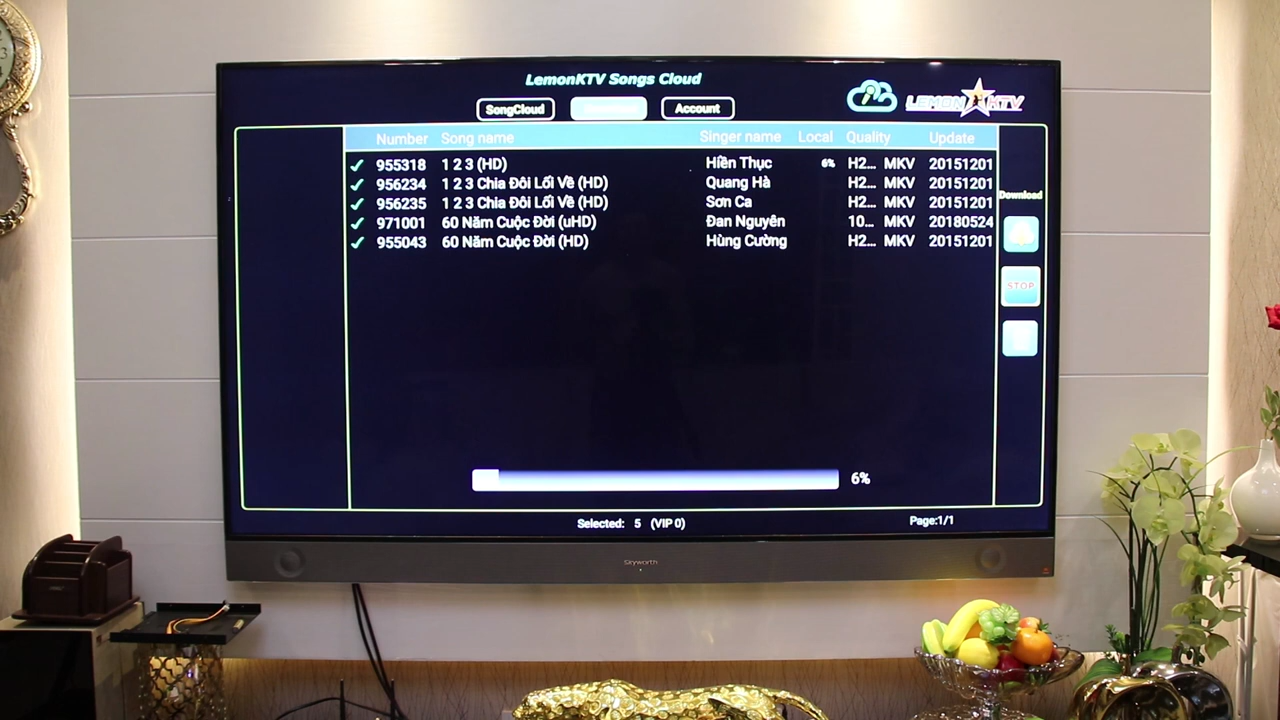 LemonKTV Songs Cloud
LEMON KTV
SongCloud
Account
Number Song name Singer name Local Quality Update
955318 1 2 3 (HD) Hiền Thục 6% H2... MKV 20151201
956234 1 2 3 Chia Đôi Lối Về (HD) Quang Hà H2... MKV 20151201
956235 1 2 3 Chia Đôi Lối Về (HD) Sơn Ca H2... MKV 20151201
971001 60 Năm Cuộc Đời (uHD) Đan Nguyên 10... MKV 20180524
955043 60 Năm Cuộc Đời (HD) Hùng Cường H2... MKV 20151201
Download
STOP
6%
Selected: 5 (VIP 0)
Page:1/1
Skyworth